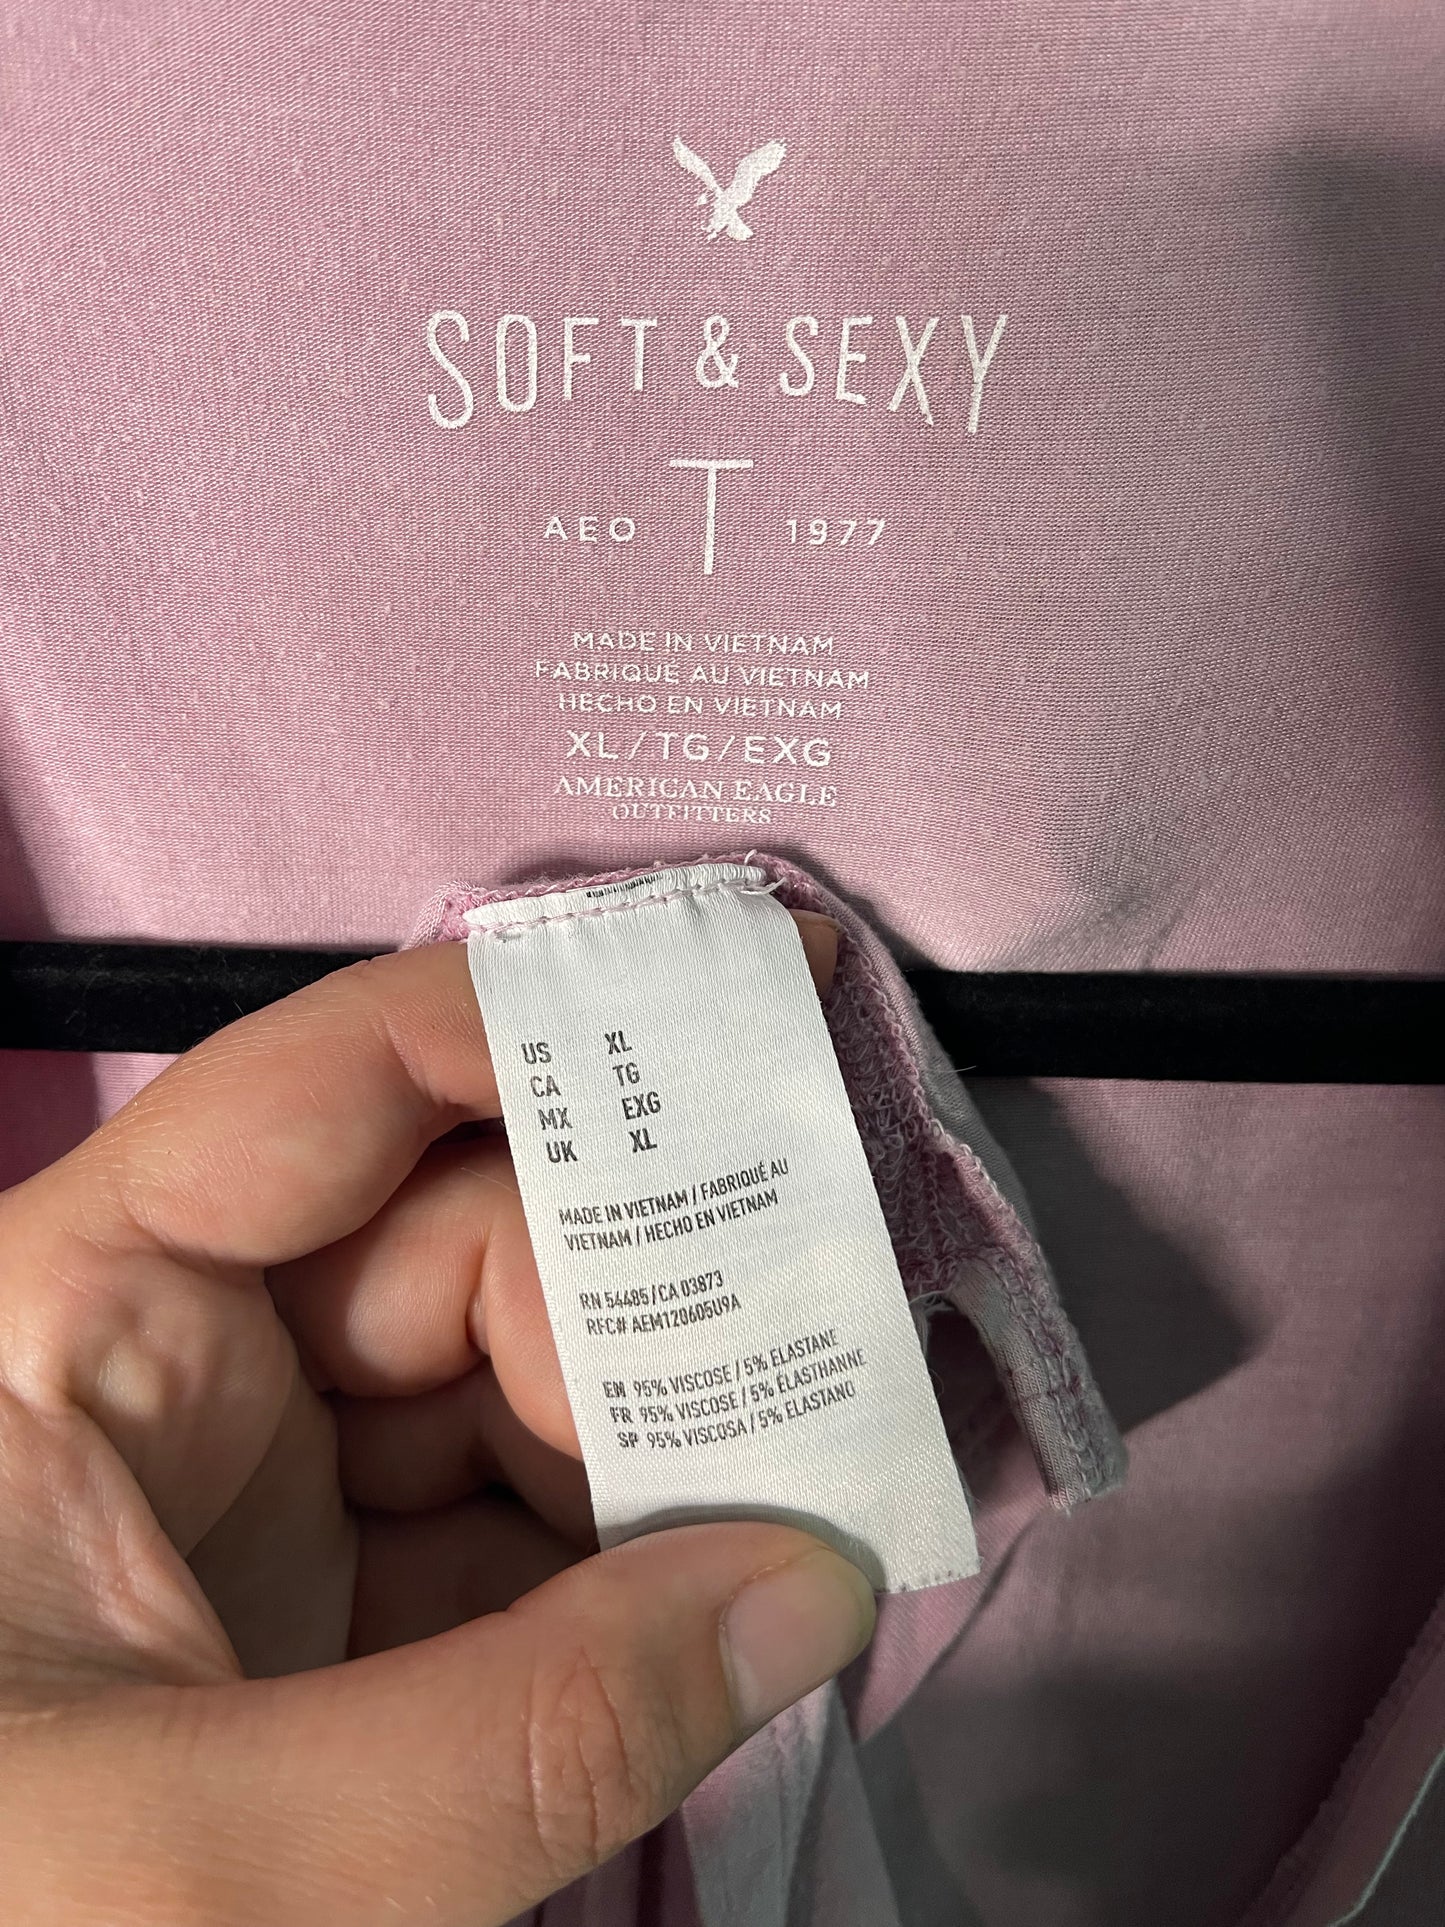 SOFT & SEXY
T
AEO 1977
MADE IN VIETNAM
FABRIQUÉ AU VIETNAM
HECHO EN VIETNAM
XL/TG/EXG
AMERICAN EAGLE
OUTFITTERS
US XL
CA TG
MX EXG
UK XL
MADE IN VIETNAM / FABRIQUÉ AU
VIETNAM / HECHO EN VIETNAM
RN 54485 / CA 03873
RFC# AEM120605U9A
EN 95% VISCOSE / 5% ELASTANE
FR 95% VISCOSE / 5% ÉLASTHANNE
SP 95% VISCOSA / 5% ELASTANO